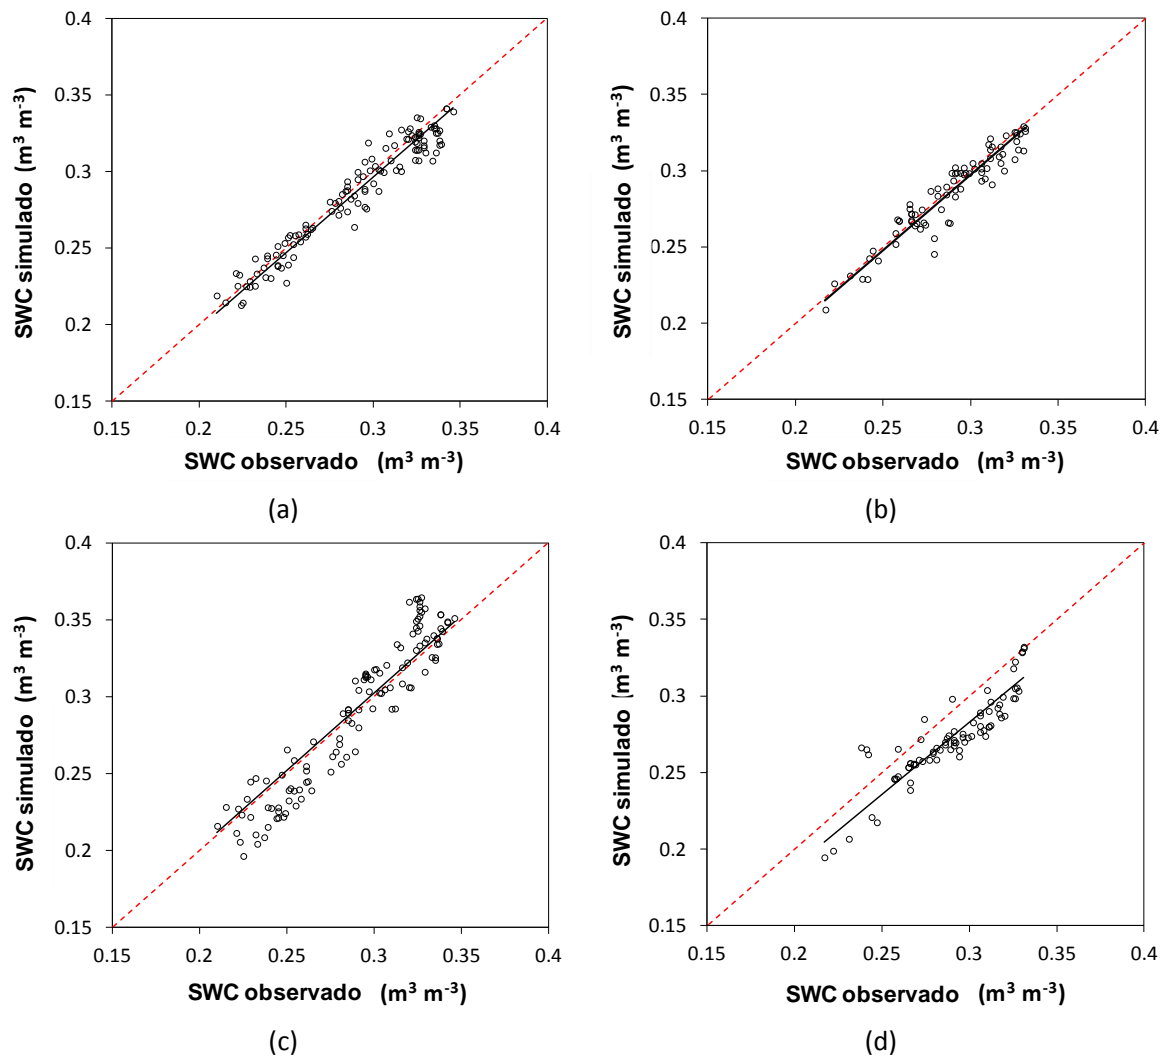 0.4
0.35
0.3
0.25
0.2
0.15
0.15 0.2 0.25 0.3 0.35 0.4
SWC simulado (m³ m⁻³)
SWC observado (m³ m⁻³)
(a)
0.4
0.35
0.3
0.25
0.2
0.15
0.15 0.2 0.25 0.3 0.35 0.4
SWC simulado (m³ m⁻³)
SWC observado (m³ m⁻³)
(b)
0.4
0.35
0.3
0.25
0.2
0.15
0.15 0.2 0.25 0.3 0.35 0.4
SWC simulado (m³ m⁻³)
SWC observado (m³ m⁻³)
(c)
0.4
0.35
0.3
0.25
0.2
0.15
0.15 0.2 0.25 0.3 0.35 0.4
SWC simulado [m³ m⁻³)
SWC observado (m³ m⁻³)
(d)